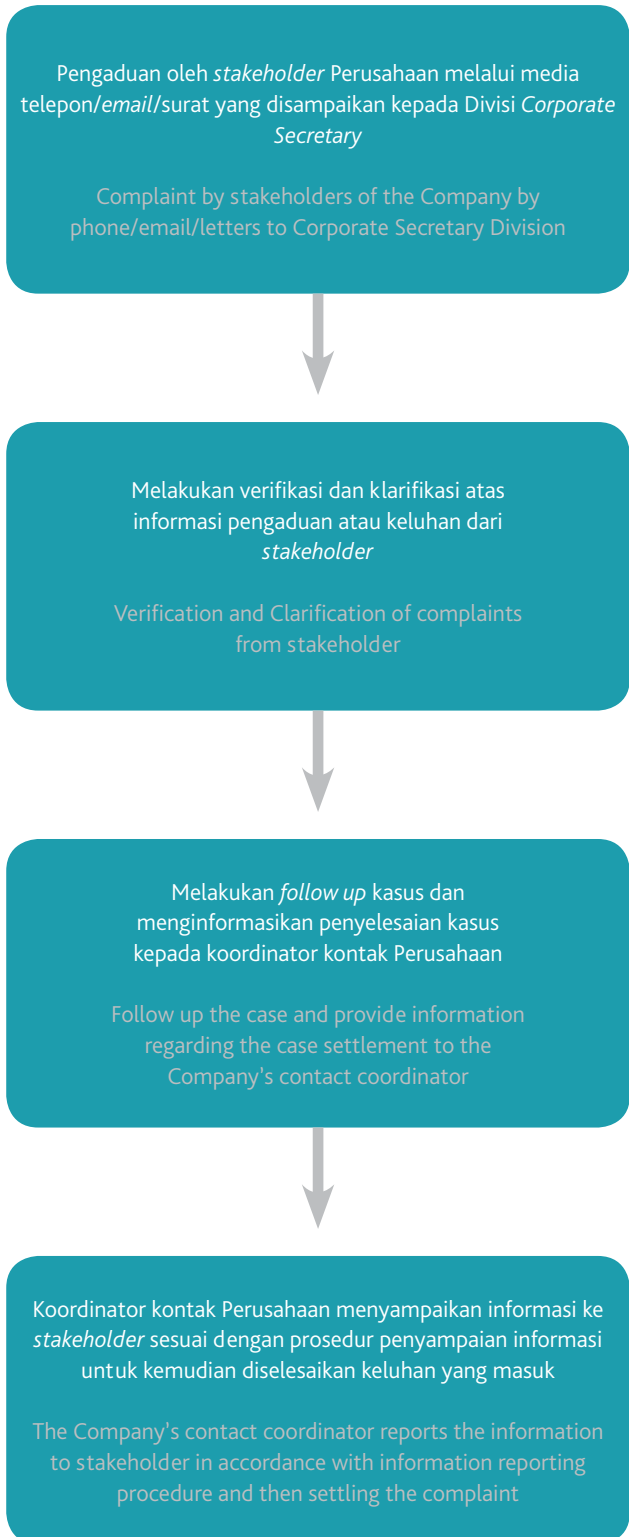 Pengaduan oleh stakeholder Perusahaan melalui media
telepon/email/surat yang disampaikan kepada Divisi Corporate
Secretary
Complaint by stakeholders of the Company by
phone/email/letters to Corporate Secretary Division
Melakukan verifikasi dan klarifikasi atas
informasi pengaduan atau keluhan dari
stakeholder
Verification and Clarification of complaints
from stakeholder
Melakukan follow up kasus dan
menginformasikan penyelesaian kasus
kepada koordinator kontak Perusahaan
Follow up the case and provide information
regarding the case settlement to the
Company’s contact coordinator
Koordinator kontak Perusahaan menyampaikan informasi ke
stakeholder sesuai dengan prosedur penyampaian informasi
untuk kemudian diselesaikan keluhan yang masuk
The Company’s contact coordinator reports the information
to stakeholder in accordance with information reporting
procedure and then settling the complaint